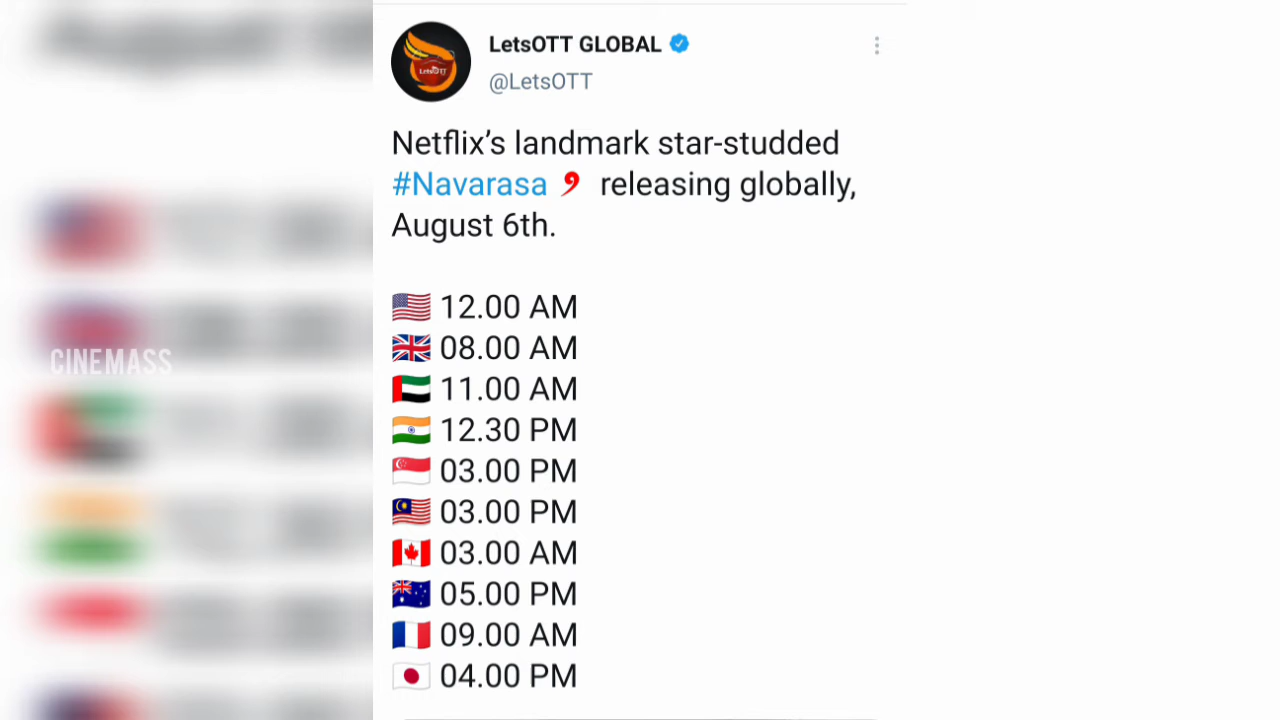 LetsOTT GLOBAL
@LetsOTT
Netflix's landmark star-studded
#Navarasa releasing globally,
August 6th.
12.00 AM
08.00 AM
11.00 AM
12.30 PM
03.00 PM
03.00 PM
03.00 AM
05.00 PM
09.00 AM
04.00 PM
CINEMASS
LetsOTT